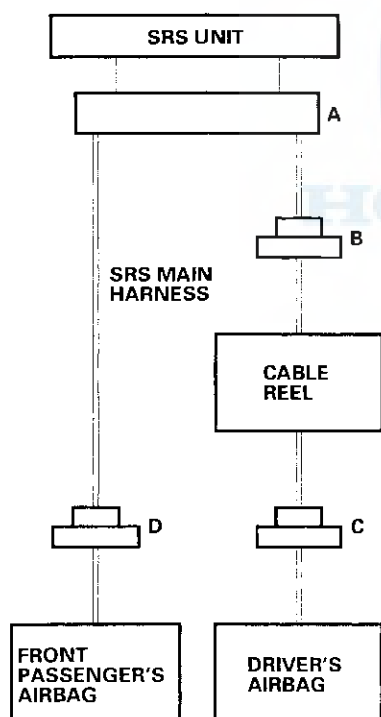 SRS UNIT
A
B
SRS MAIN
HARNESS
CABLE
REEL
D
C
FRONT
PASSENGER'S
AIRBAG
DRIVER'S
AIRBAG